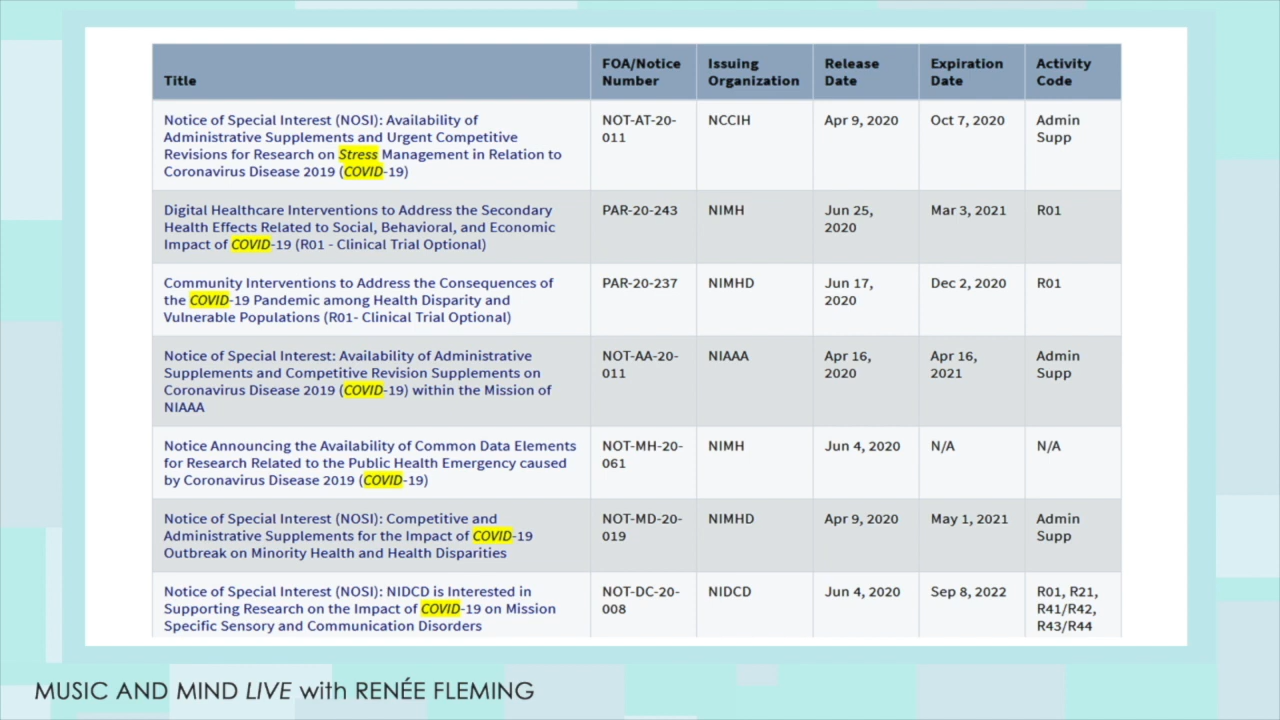 Title
FOA/Notice
Number
Issuing
Organization
Release
Date
Expiration
Date
Activity
Code
Notice of Special Interest (NOSI): Availability of
Administrative Supplements and Urgent Competitive
Revisions for Research on Stress Management in Relation to
Coronavirus Disease 2019 (COVID-19)
NOT-AT-20-
011
NCCIH
Apr 9, 2020
Oct 7, 2020
Admin
Supp
Digital Healthcare Interventions to Address the Secondary
Health Effects Related to Social, Behavioral, and Economic
Impact of COVID-19 (R01 - Clinical Trial Optional)
PAR-20-243
NIMH
Jun 25,
2020
Mar 3, 2021
R01
Community Interventions to Address the Consequences of
the COVID-19 Pandemic among Health Disparity and
Vulnerable Populations (R01- Clinical Trial Optional)
PAR-20-237
NIMHD
Jun 17,
2020
Dec 2, 2020
R01
Notice of Special Interest: Availability of Administrative
Supplements and Competitive Revision Supplements on
Coronavirus Disease 2019 (COVID-19) within the Mission of
NIAAA
NOT-AA-20-
011
NIAAA
Apr 16,
2020
Apr 16,
2021
Admin
Supp
Notice Announcing the Availability of Common Data Elements
for Research Related to the Public Health Emergency caused
by Coronavirus Disease 2019 (COVID-19)
NOT-MH-20-
061
NIMH
Jun 4, 2020
N/A
N/A
Notice of Special Interest (NOSI): Competitive and
Administrative Supplements for the Impact of COVID-19
Outbreak on Minority Health and Health Disparities
NOT-MD-20-
019
NIMHD
Apr 9, 2020
May 1, 2021
Admin
Supp
Notice of Special Interest (NOSI): NIDCD is Interested in
Supporting Research on the Impact of COVID-19 on Mission
Specific Sensory and Communication Disorders
NOT-DC-20-
008
NIDCD
Jun 4, 2020
Sep 8, 2022
R01, R21,
R41/R42,
R43/R44
MUSIC AND MIND LIVE with RENÉE FLEMING